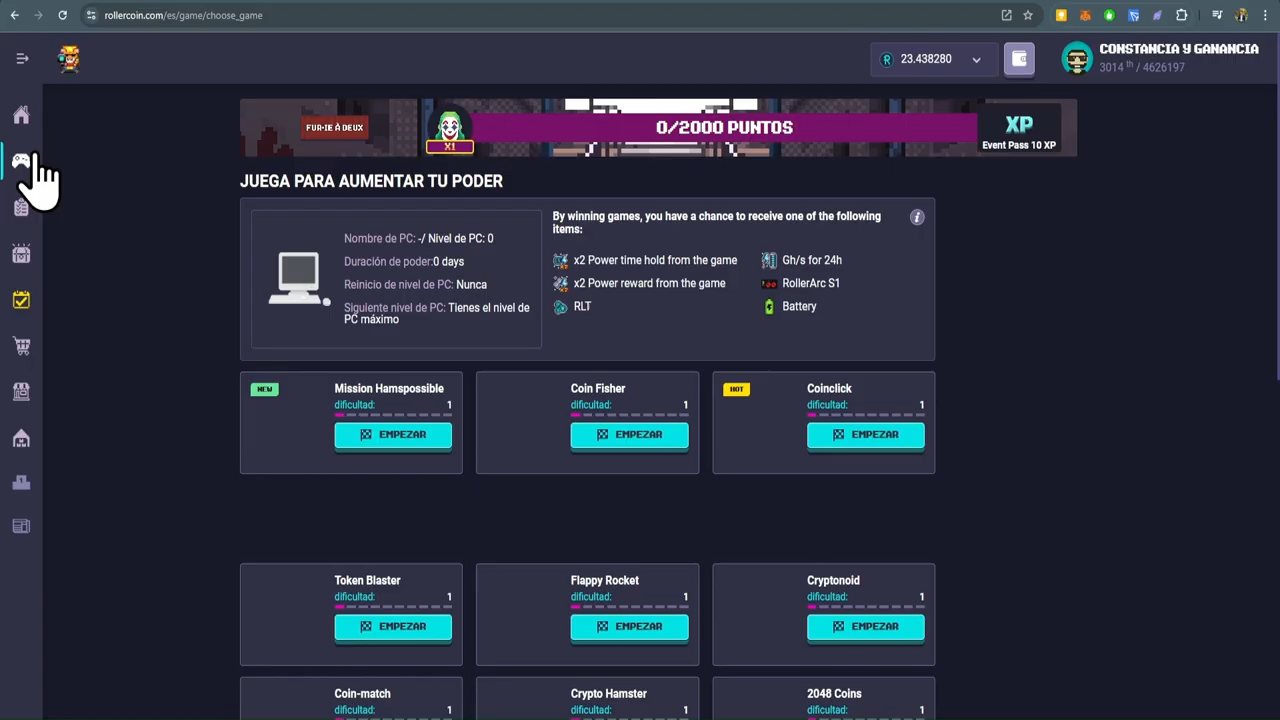 rollercoin.com/es/game/choose_game
R 23.438280
CONSTANCIA Y GANANCIA
3014 th / 4626197
FUR-IE À DEUX
X1
0/2000 PUNTOS
XP
Event Pass 10 XP
JUEGA PARA AUMENTAR TU PODER
Nombre de PC: -/ Nivel de PC: 0
Duración de poder:0 days
Reinicio de nivel de PC: Nunca
Siguiente nivel de PC: Tienes el nivel de
PC máximo
By winning games, you have a chance to receive one of the following
items:
x2 Power time hold from the game
Gh/s for 24h
x2 Power reward from the game
RollerArc S1
RLT
Battery
NEW
Mission Hamspossible
dificultad: 1
EMPEZAR
Coin Fisher
dificultad: 1
EMPEZAR
HOT
Coinclick
dificultad: 1
EMPEZAR
Token Blaster
dificultad: 1
EMPEZAR
Flappy Rocket
dificultad: 1
EMPEZAR
Cryptonoid
dificultad: 1
EMPEZAR
Coin-match
dificultad: 1
Crypto Hamster
dificultad: 1
2048 Coins
dificultad: 1